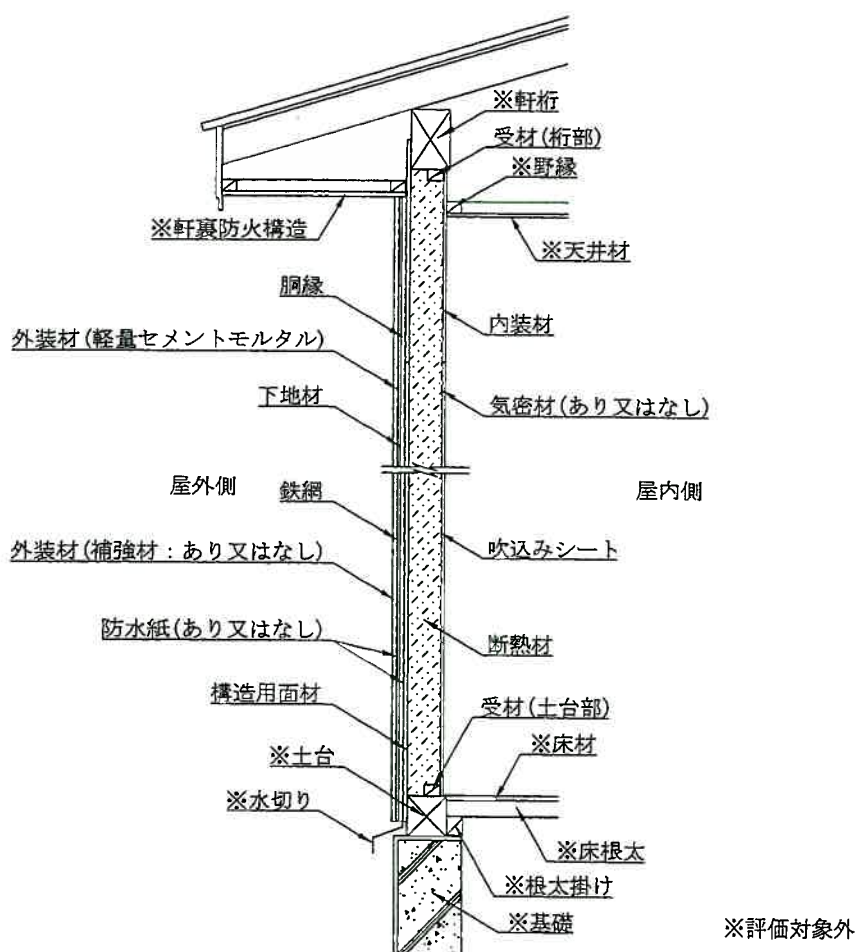 ※軒桁
受材(桁部)
※野縁
※軒裏防火構造
※天井材
胴縁
内装材
外装材(軽量セメントモルタル)
下地材
気密材(あり又はなし)
屋外側
鉄網
屋内側
外装材(補強材：あり又はなし)
吹込みシート
防水紙(あり又はなし)
断熱材
構造用面材
受材(土台部)
※床材
※土台
※水切り
※床根太
※根太掛け
※基礎
※評価対象外